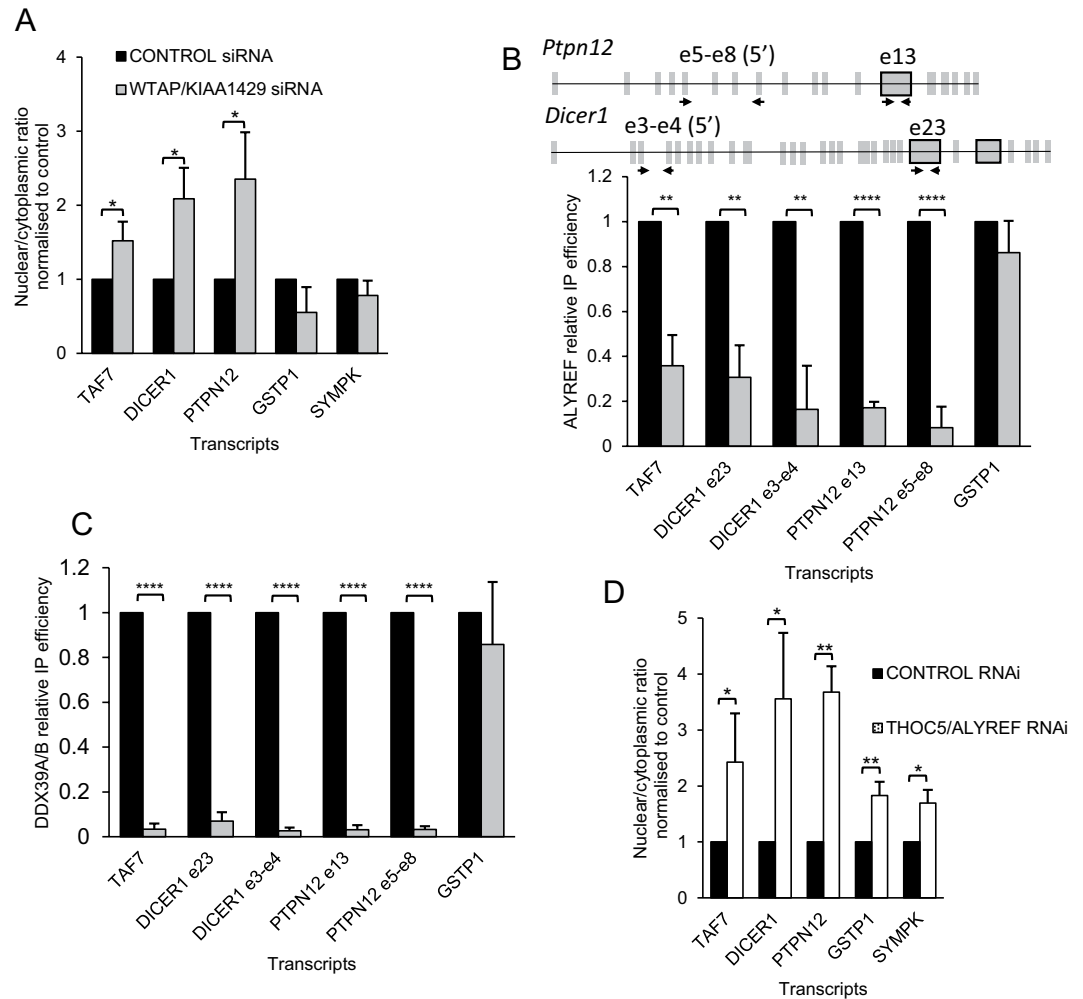 A
CONTROL siRNA
WTAP/KIAA1429 siRNA
Nuclear/cytoplasmic ratio
normalised to control
4
3
2
1
0
*
*
*
TAF7
DICER1
PTPN12
GSTP1
SYMPK
Transcripts
B
Ptpn12
e5-e8 (5’)
e13
Dicer1
e3-e4 (5’)
e23
ALYREF relative IP efficiency
1.2
1
0.8
0.6
0.4
0.2
0
**
**
**
****
****
TAF7
DICER1 e23
DICER1 e3-e4
PTPN12 e13
PTPN12 e5-e8
GSTP1
Transcripts
C
DDX39A/B relative IP efficiency
1.2
1
0.8
0.6
0.4
0.2
0
****
****
****
****
****
TAF7
DICER1 e23
DICER1 e3-e4
PTPN12 e13
PTPN12 e5-e8
GSTP1
Transcripts
D
Nuclear/cytoplasmic ratio
normalised to control
5
4
3
2
1
0
*
*
**
**
*
CONTROL RNAi
THOC5/ALYREF RNAi
TAF7
DICER1
PTPN12
GSTP1
SYMPK
Transcripts